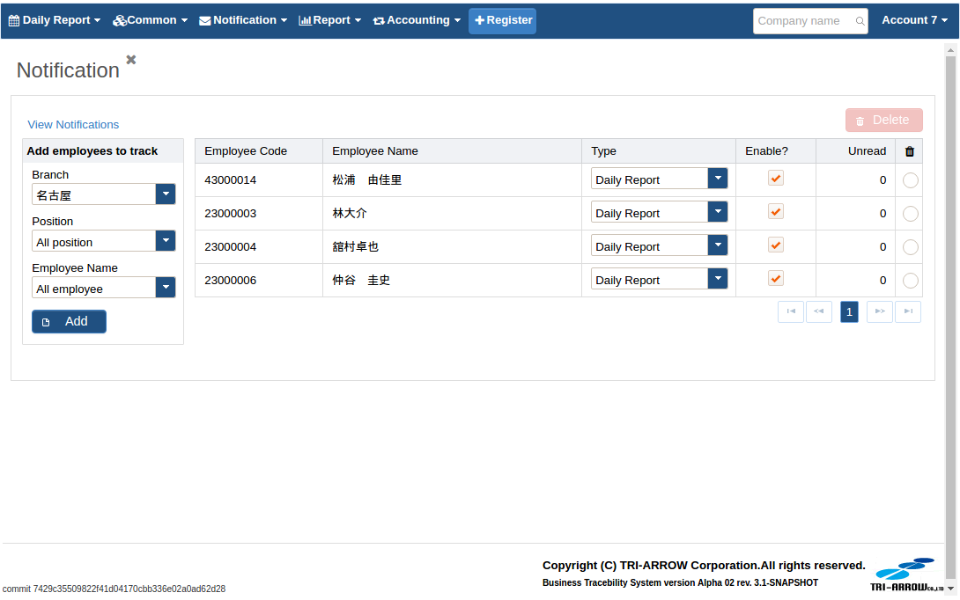 Daily Report Common Notification Report Accounting Register Company name Account 7
Notification
View Notifications
Delete
Add employees to track
Branch
名古屋
Position
All position
Employee Name
All employee
Add
Employee Code Employee Name Type Enable? Unread
43000014 松浦　由佳里 Daily Report 0
23000003 林大介 Daily Report 0
23000004 舘村卓也 Daily Report 0
23000006 仲谷　圭史 Daily Report 0
1
Copyright (C) TRI-ARROW Corporation.All rights reserved.
Business Tracebility System version Alpha 02 rev. 3.1-SNAPSHOT
TRI-ARROW CO.,LTD
commit 7429c35509822f41d04170cbb336e02a0ad62d28